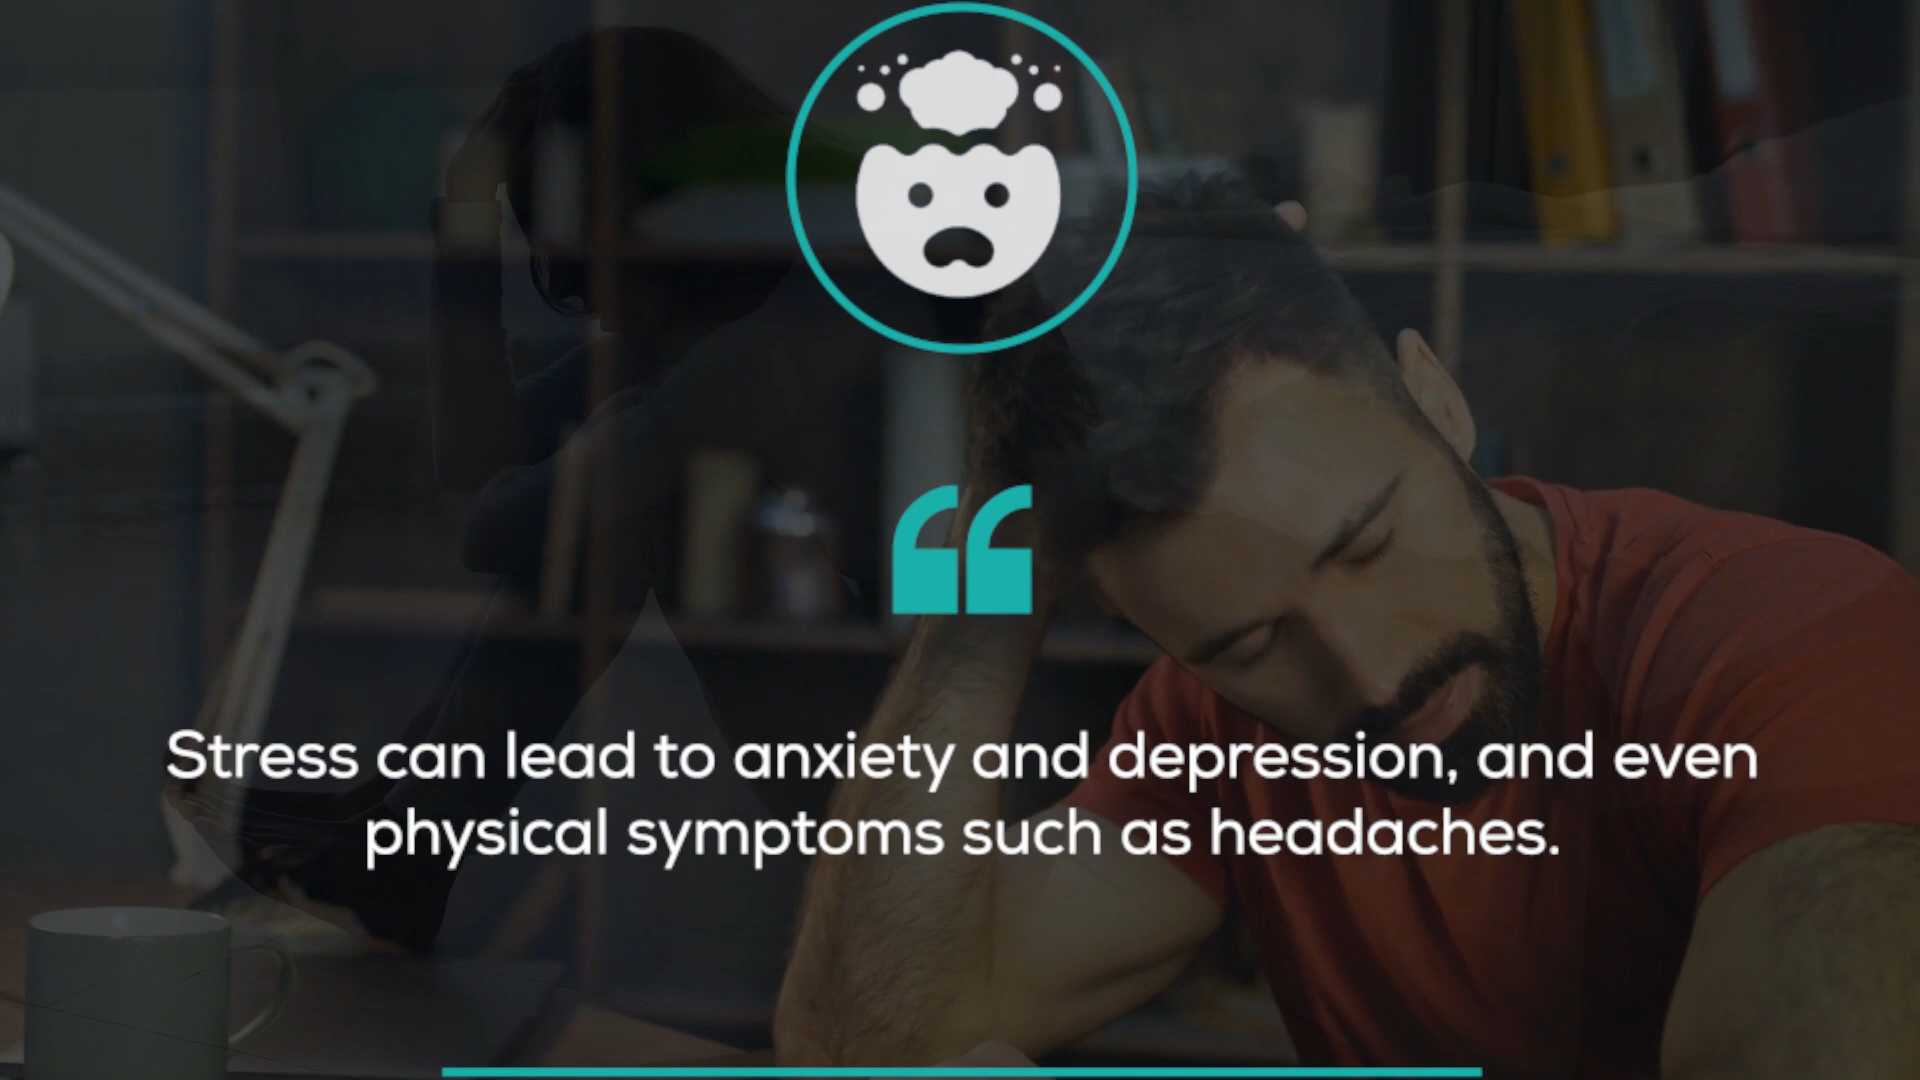 Stress can lead to anxiety and depression, and even
physical symptoms such as headaches.